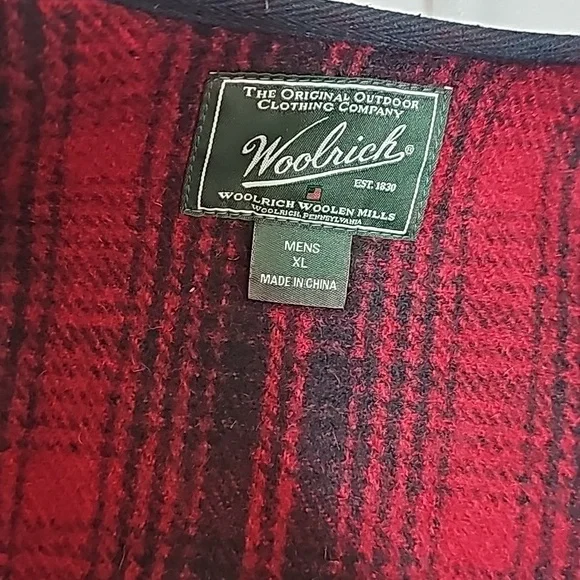 THE ORIGINAL OUTDOOR
CLOTHING COMPANY
Woolrich®
EST. 1830
WOOLRICH WOOLEN MILLS
WOOLRICH, PENNSYLVANIA
MENS
XL
MADE IN CHINA